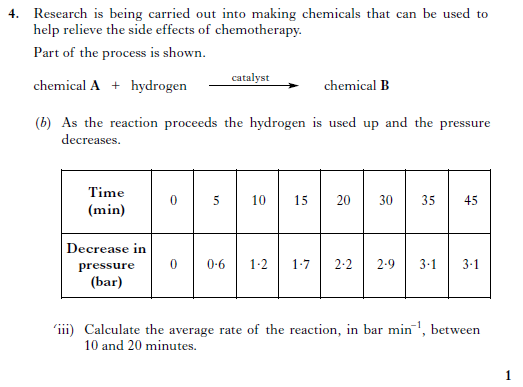 4. Research is being carried out into making chemicals that can be used to
help relieve the side effects of chemotherapy.
Part of the process is shown.
catalyst
chemical A + hydrogen ⟶ chemical B
(b) As the reaction proceeds the hydrogen is used up and the pressure
decreases.
Time (min) 0 5 10 15 20 30 35 45
Decrease in pressure (bar) 0 0·6 1·2 1·7 2·2 2·9 3·1 3·1
iii) Calculate the average rate of the reaction, in bar min⁻¹, between
10 and 20 minutes.
1